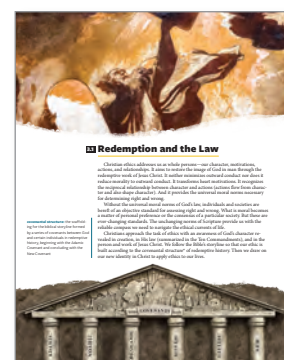 2.1 Redemption and the Law
Christian ethics addresses us as whole persons—our character, motivations,
actions, and relationships. It aims to restore the image of God in man through the
redemptive work of Jesus Christ. It neither minimizes outward conduct nor does it
reduce morality to outward conduct. It transforms heart motivations. It recognizes
the reciprocal relationship between character and actions (actions flow from charac-
ter and also shape character). And it provides the universal moral norms necessary
for determining right and wrong.
Without the universal moral norms of God's law, individuals and societies are
bereft of an objective standard for assessing right and wrong. What is moral becomes
a matter of personal preference or the consensus of a particular society. But these are
ever-changing standards. The unchanging norms of Scripture provide us with the
reliable compass we need to navigate the ethical currents of life.
Christians approach the task of ethics with an awareness of God's character re-
vealed in creation, in His law (summarized in the Ten Commandments), and in the
person and work of Jesus Christ. We follow the Bible's storyline so that our ethic is
built according to the covenantal structure* of redemptive history. Then we draw on
our new identity in Christ to apply ethics to our lives.
covenantal structure: the scaffold-
ing for the biblical storyline formed
by a series of covenants between God
and certain individuals in redemptive
history, beginning with the Adamic
Covenant and concluding with the
New Covenant